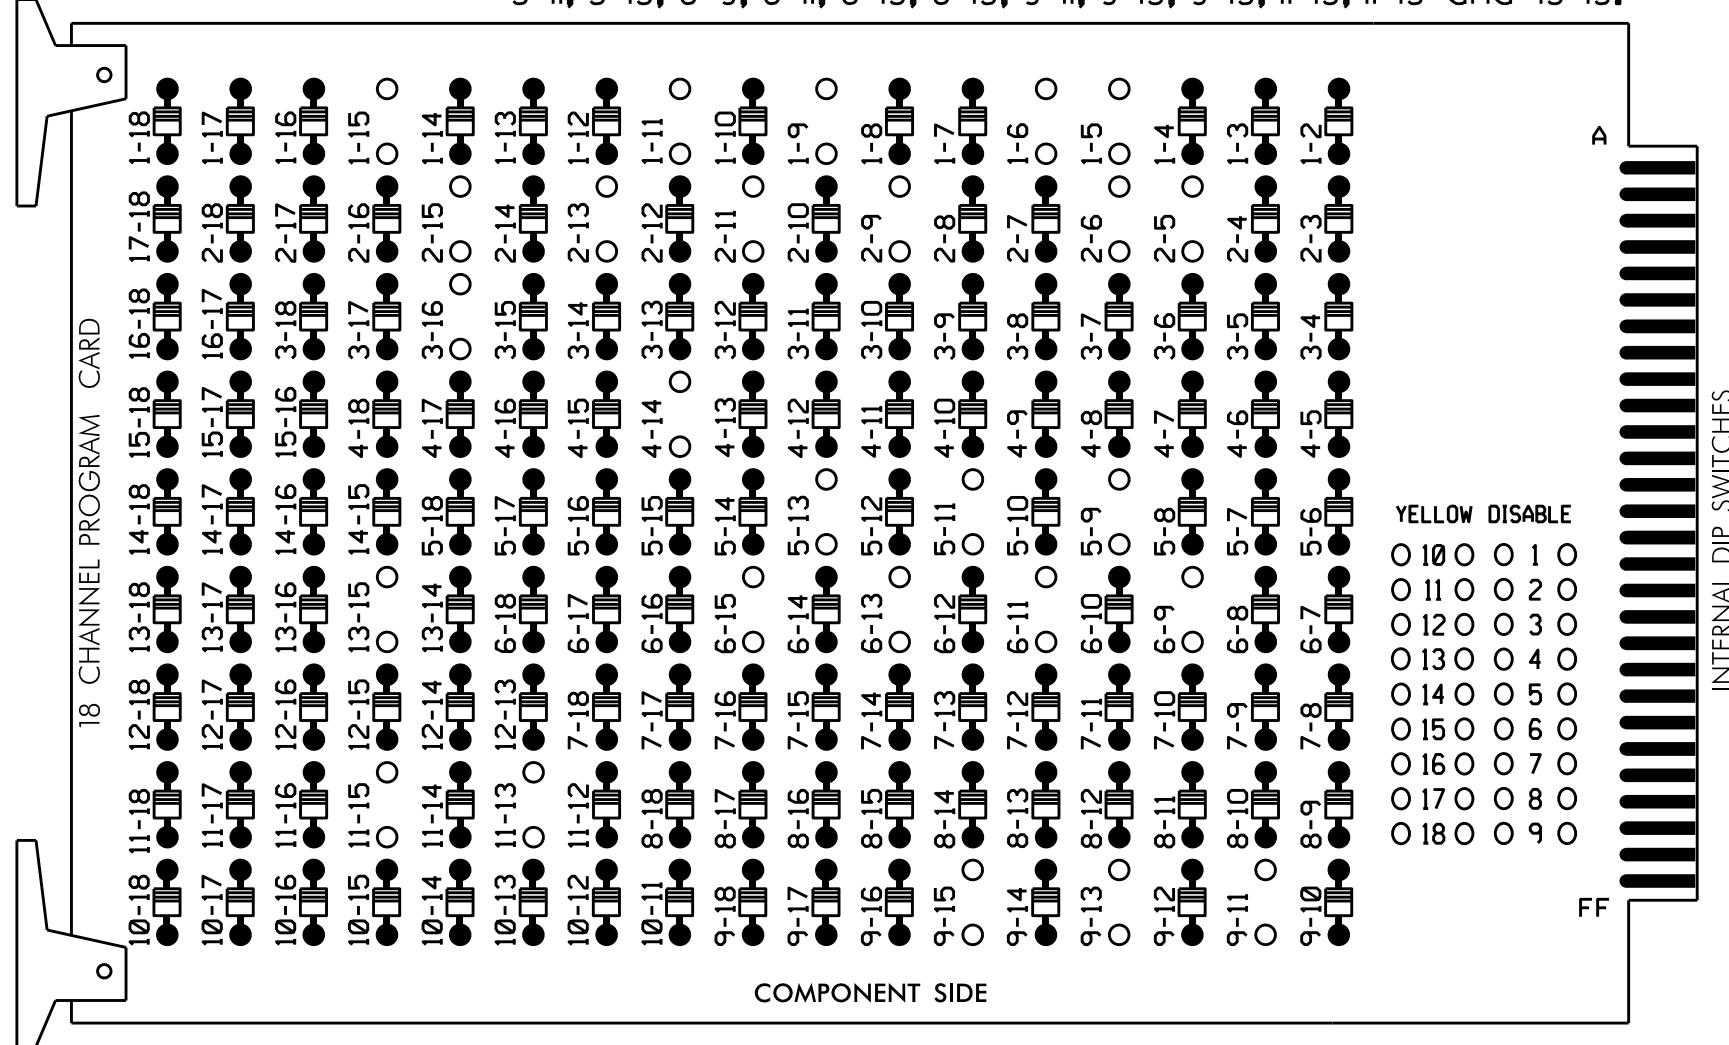 1-18 1-17 1-16 1-15 1-14 1-13 1-12 1-11 1-10 1-9 1-8 1-7 1-6 1-5 1-4 1-3 1-2
A
17-18 2-18 2-17 2-16 2-15 2-14 2-13 2-12 2-11 2-10 2-9 2-8 2-7 2-6 2-5 2-4 2-3
16-18 16-17 3-18 3-17 3-16 3-15 3-14 3-13 3-12 3-11 3-10 3-9 3-8 3-7 3-6 3-5 3-4
15-18 15-17 15-16 4-18 4-17 4-16 4-15 4-14 4-13 4-12 4-11 4-10 4-9 4-8 4-7 4-6 4-5
14-18 14-17 14-16 14-15 5-18 5-17 5-16 5-15 5-14 5-13 5-12 5-11 5-10 5-9 5-8 5-7 5-6
13-18 13-17 13-16 13-15 13-14 6-18 6-17 6-16 6-15 6-14 6-13 6-12 6-11 6-10 6-9 6-8 6-7
12-18 12-17 12-16 12-15 12-14 12-13 7-18 7-17 7-16 7-15 7-14 7-13 7-12 7-11 7-10 7-9 7-8
11-18 11-17 11-16 11-15 11-14 11-13 11-12 8-18 8-17 8-16 8-15 8-14 8-13 8-12 8-11 8-10 8-9
10-18 10-17 10-16 10-15 10-14 10-13 10-12 10-11 9-18 9-17 9-16 9-15 9-14 9-13 9-12 9-11 9-10
18 CHANNEL PROGRAM CARD
YELLOW DISABLE
10 1
11 2
12 3
13 4
14 5
15 6
16 7
17 8
18 9
FF
COMPONENT SIDE
INTERNAL DIP SWITCHES